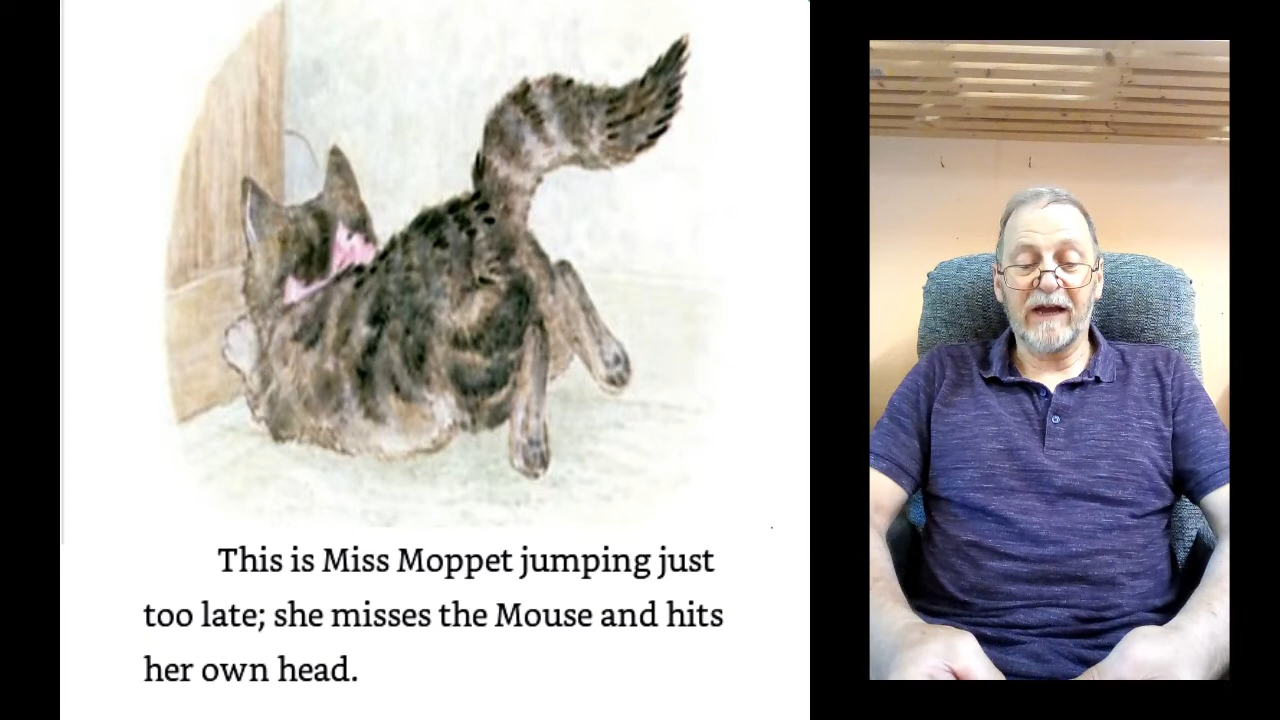 This is Miss Moppet jumping just
too late; she misses the Mouse and hits
her own head.